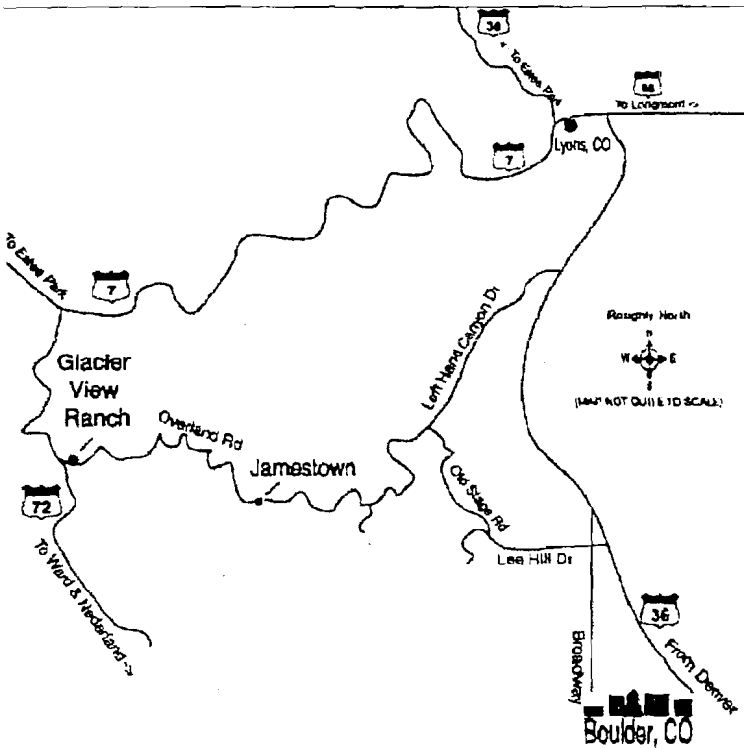 36
To Estes Park
66
To Longmont ->
Lyons, CO
7
To Estes Park
7
Left Hand Canyon Dr
Roughly North
n
W E
s
(MAP NOT QUITE TO SCALE)
Glacier
View
Ranch
Overland Rd
Jamestown
72
Old Stage Rd
Lee Hill Dr
To Ward & Nederland ->
36
Broadway
From Denver
Boulder, CO